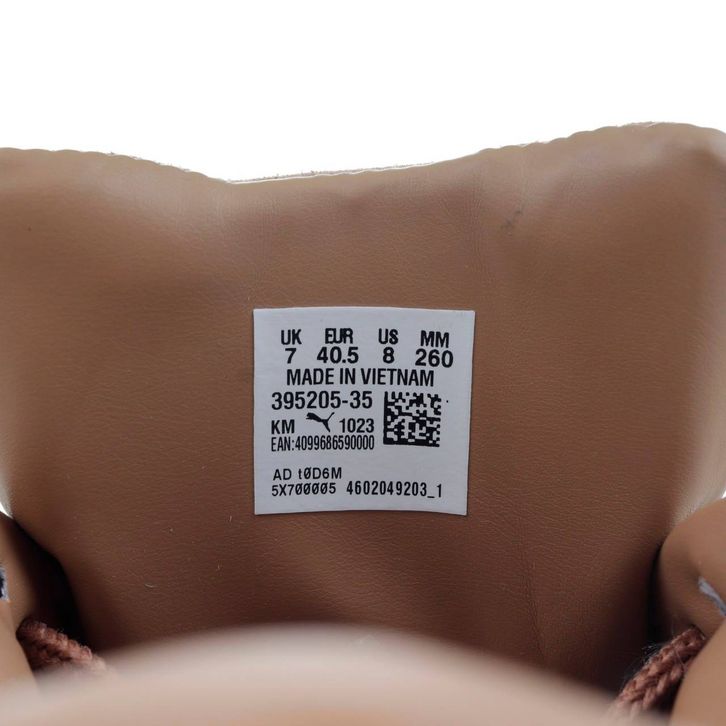 UK EUR US MM
7 40.5 8 260
MADE IN VIETNAM
395205-35
KM 1023
EAN:4099686590000
AD t0D6M
5X700005 4602049203_1